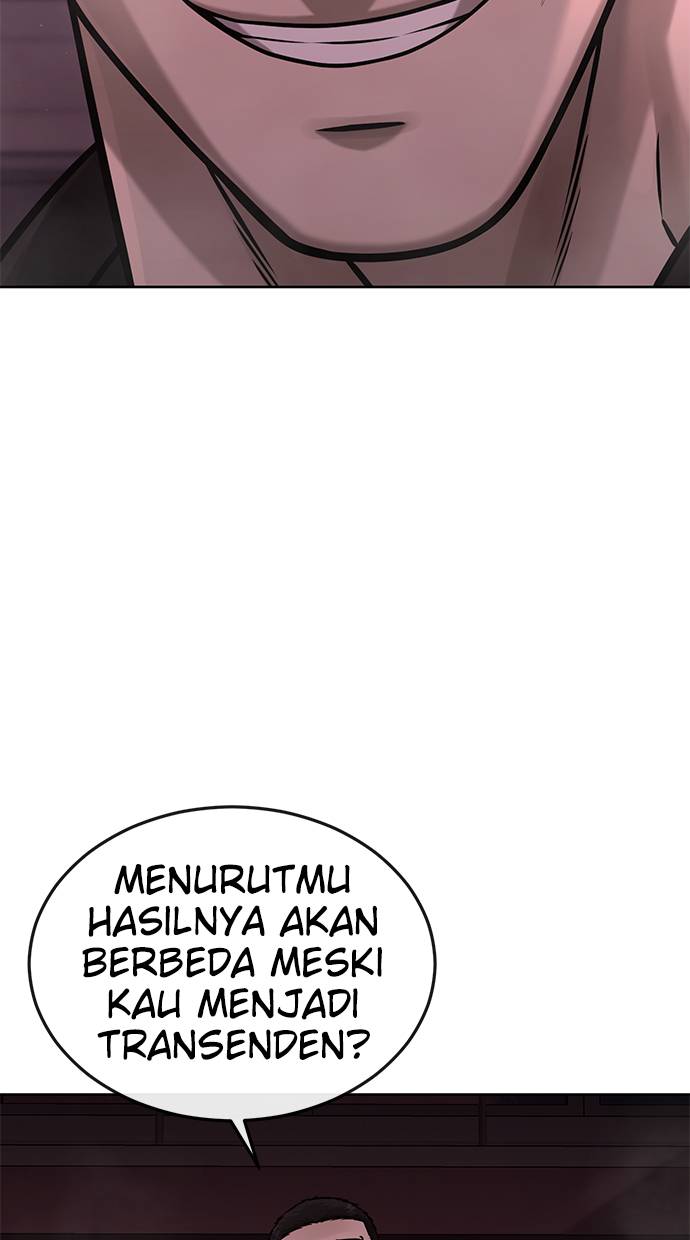 MENURUTMU
HASILNYA AKAN
BERBEDA MESKI
KAU MENJADI
TRANSENDEN?